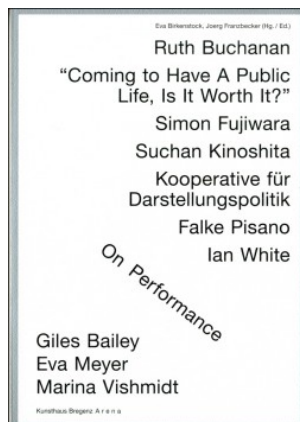 Eva Birkenstock, Joerg Franzbecker (Hg. / Ed.)
Ruth Buchanan
“Coming to Have A Public
Life, Is It Worth It?”
Simon Fujiwara
Suchan Kinoshita
Kooperative für
Darstellungspolitik
Falke Pisano
Ian White
On Performance
Giles Bailey
Eva Meyer
Marina Vishmidt
Kunsthaus Bregenz Arena